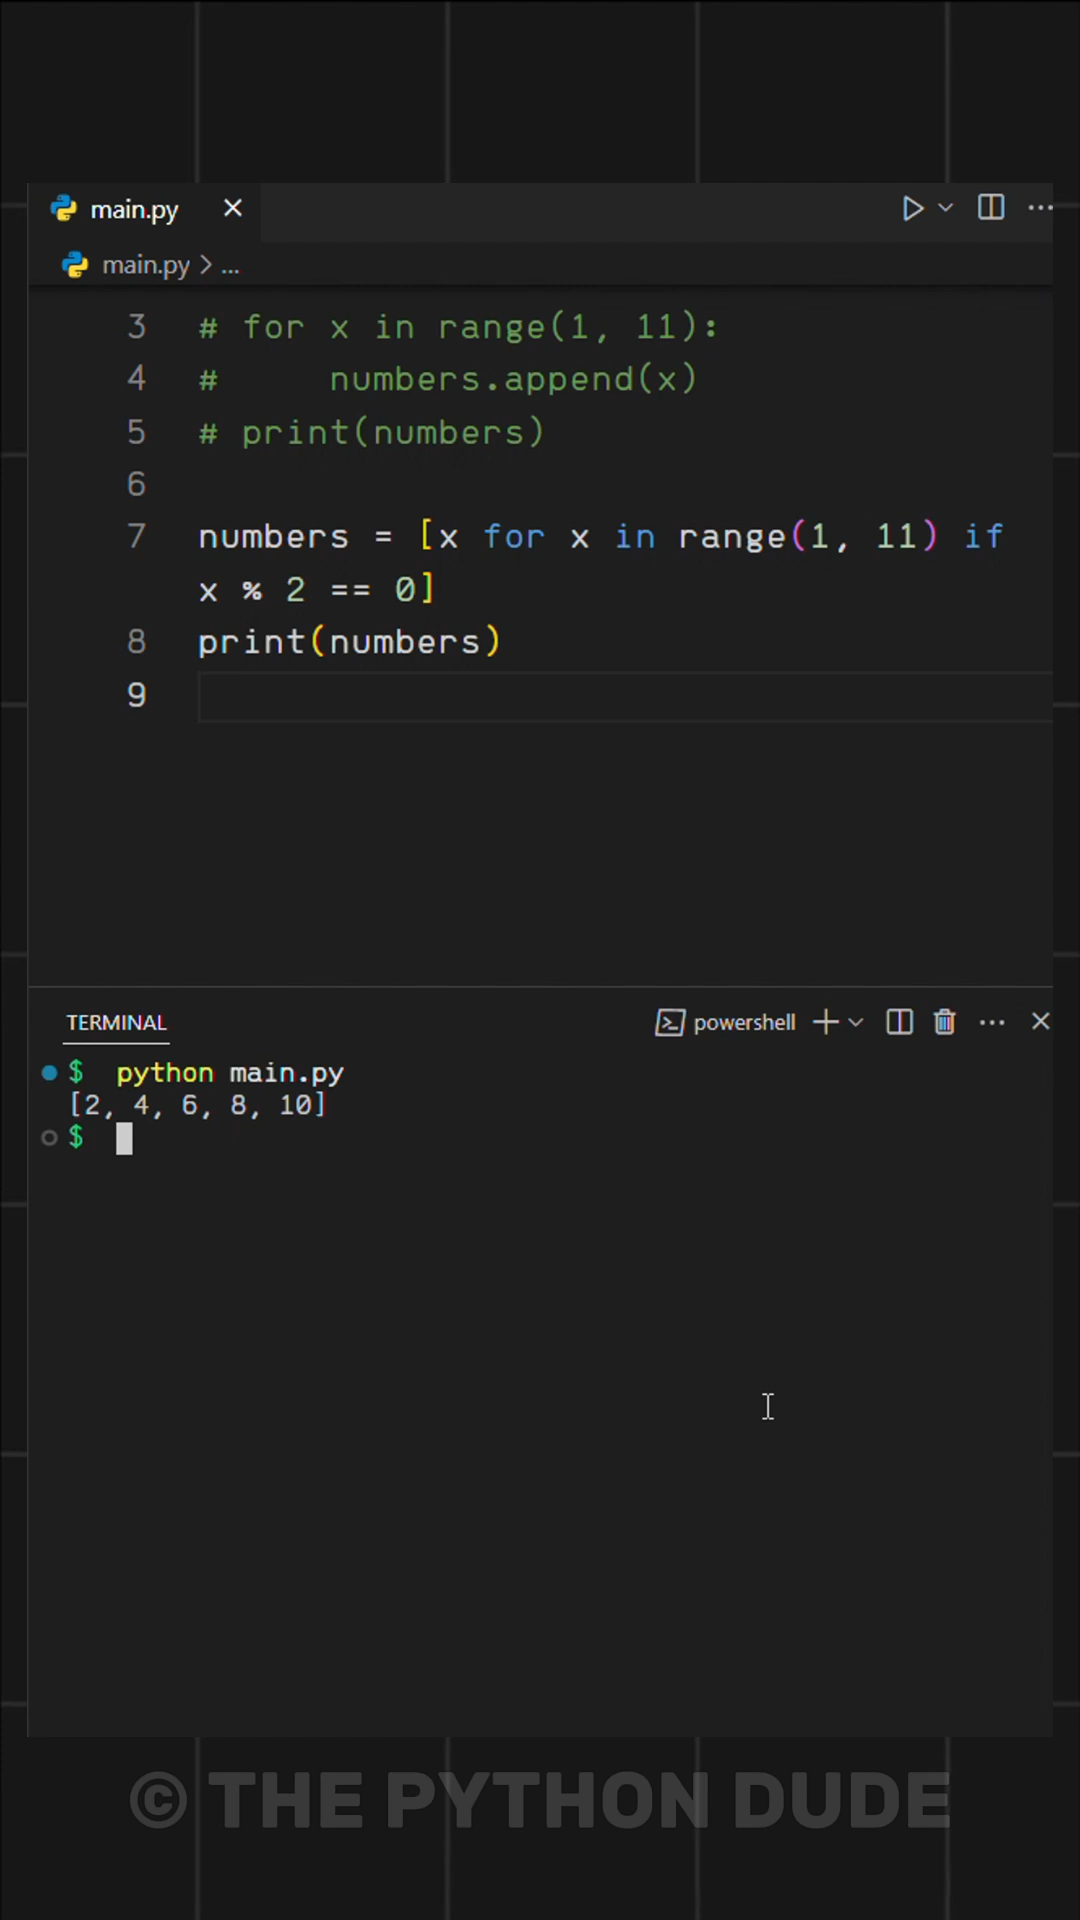 main.py
main.py > ...
3 # for x in range(1, 11):
4 #     numbers.append(x)
5 # print(numbers)
6
7 numbers = [x for x in range(1, 11) if
x % 2 == 0]
8 print(numbers)
9
TERMINAL
powershell
$ python main.py
[2, 4, 6, 8, 10]
$
© THE PYTHON DUDE